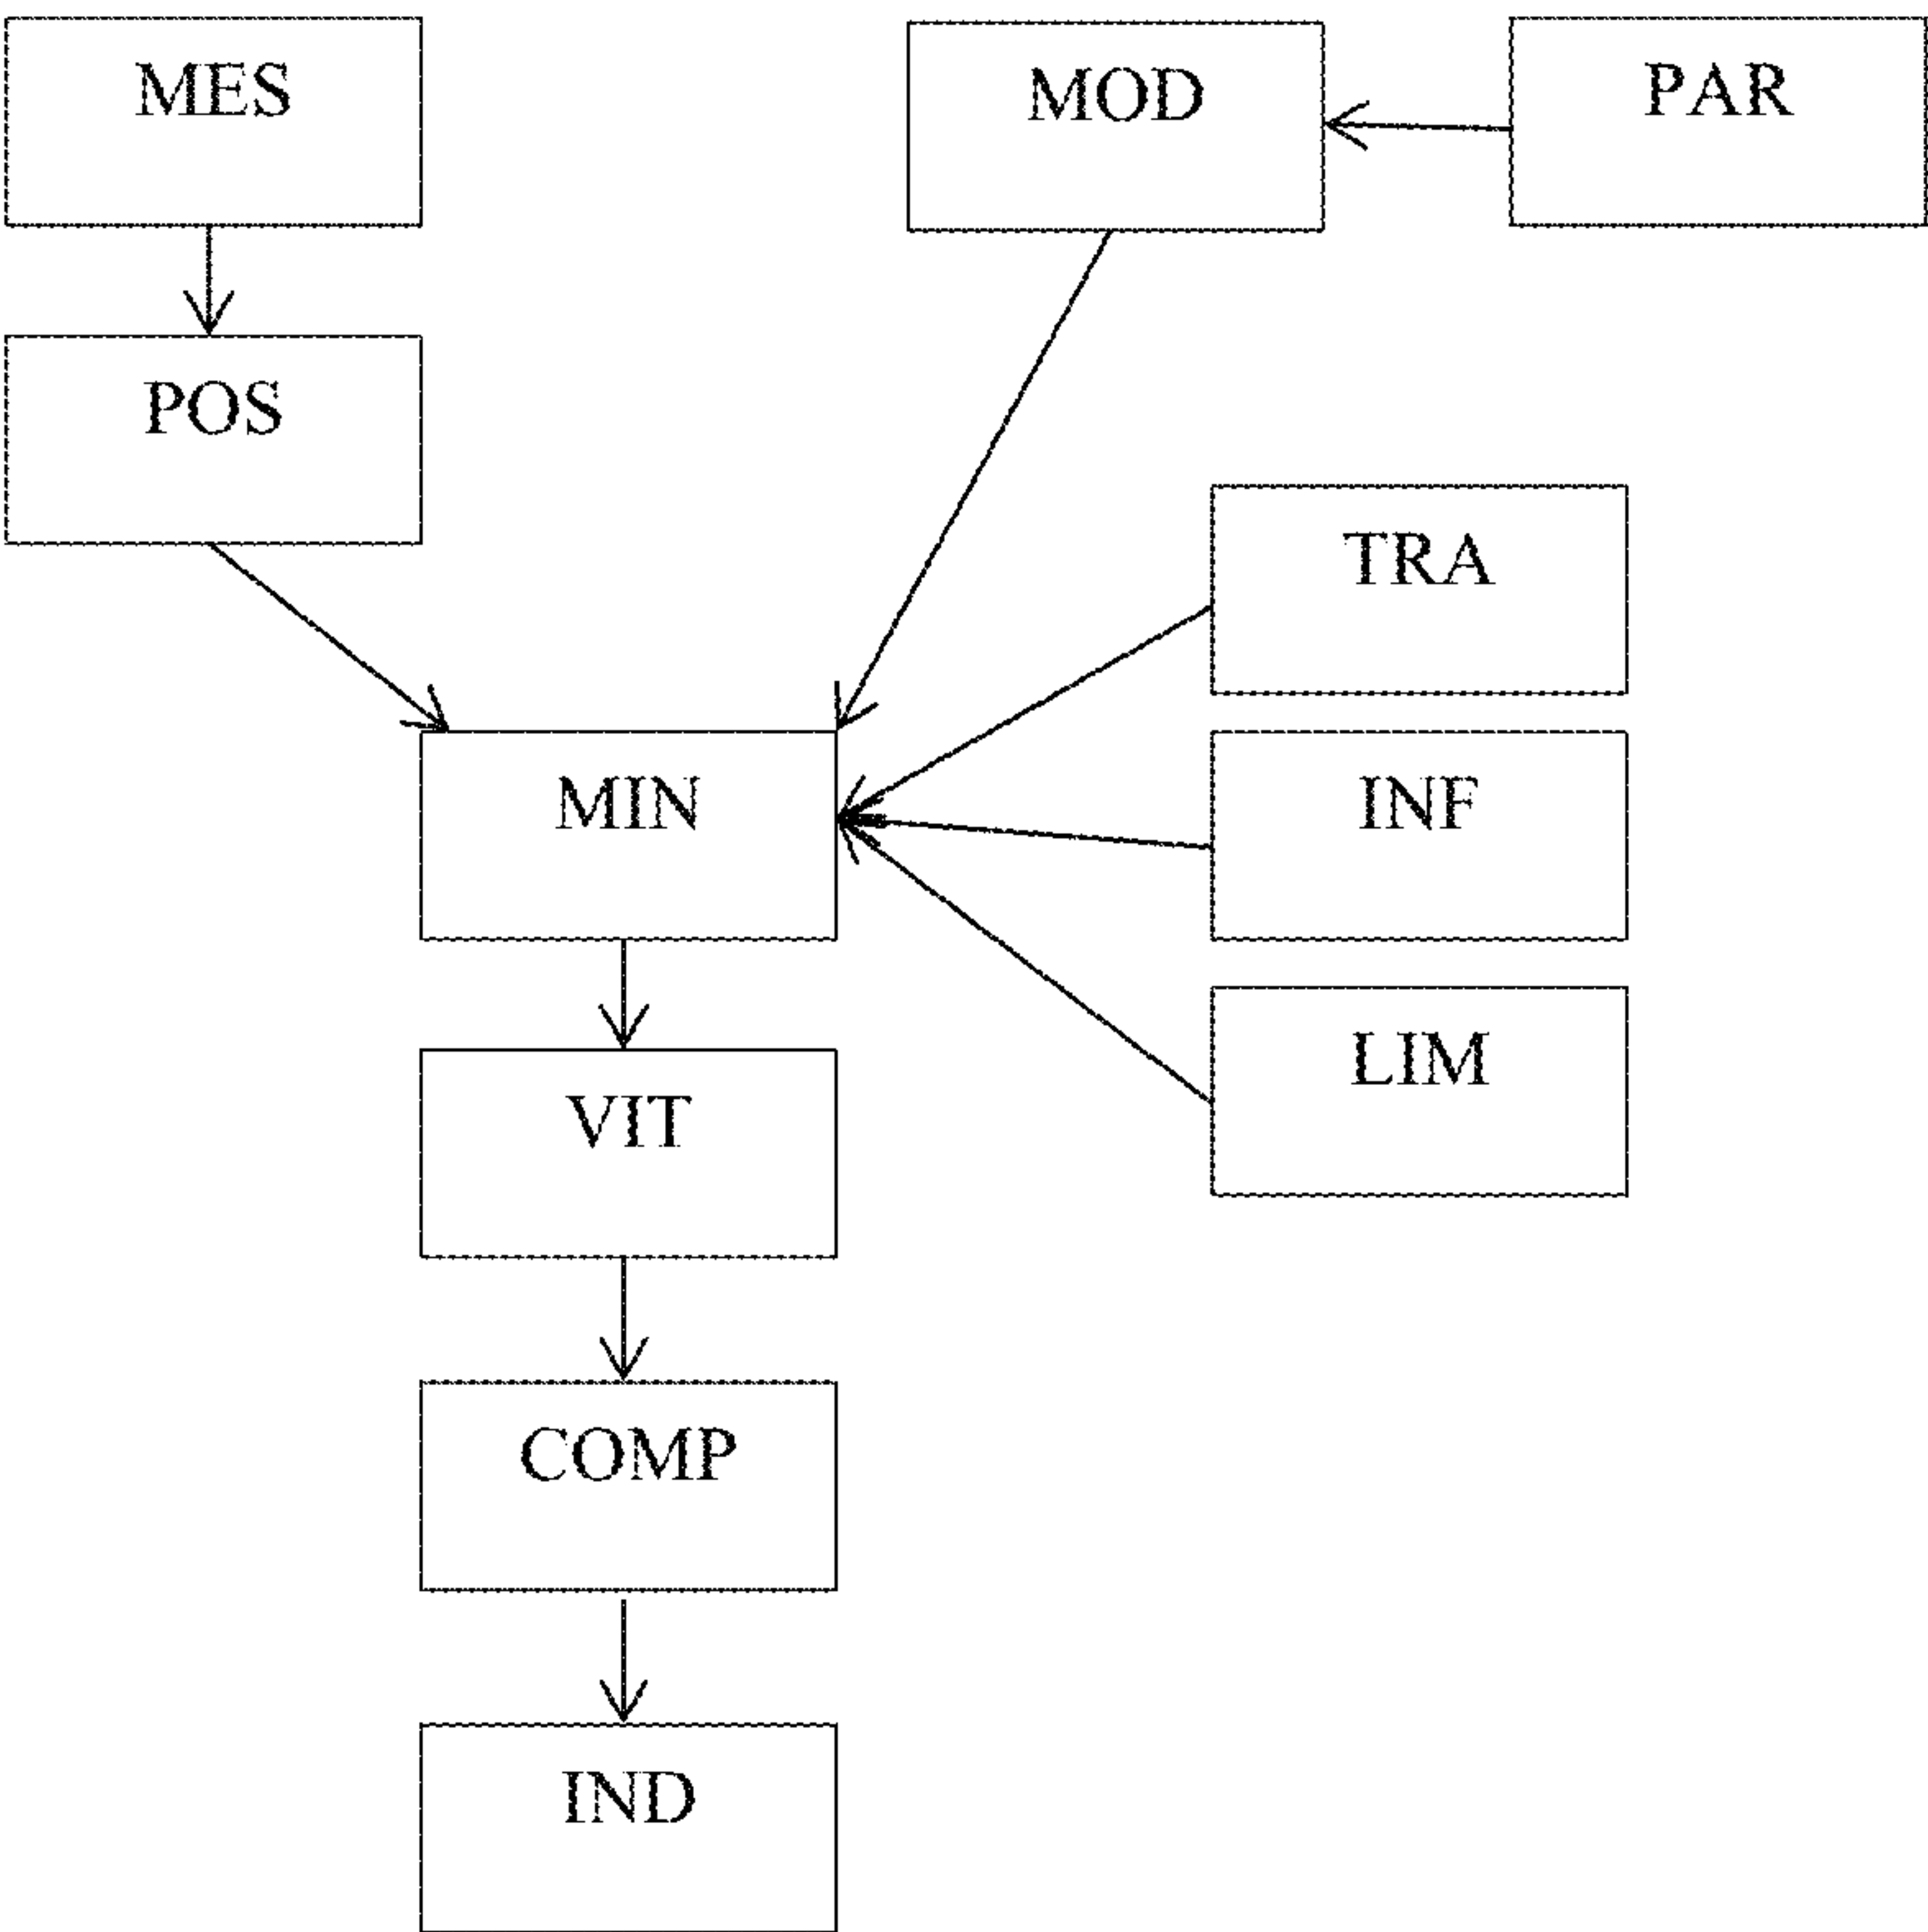 MES
MOD
PAR
POS
TRA
MIN
INF
LIM
VIT
COMP
IND